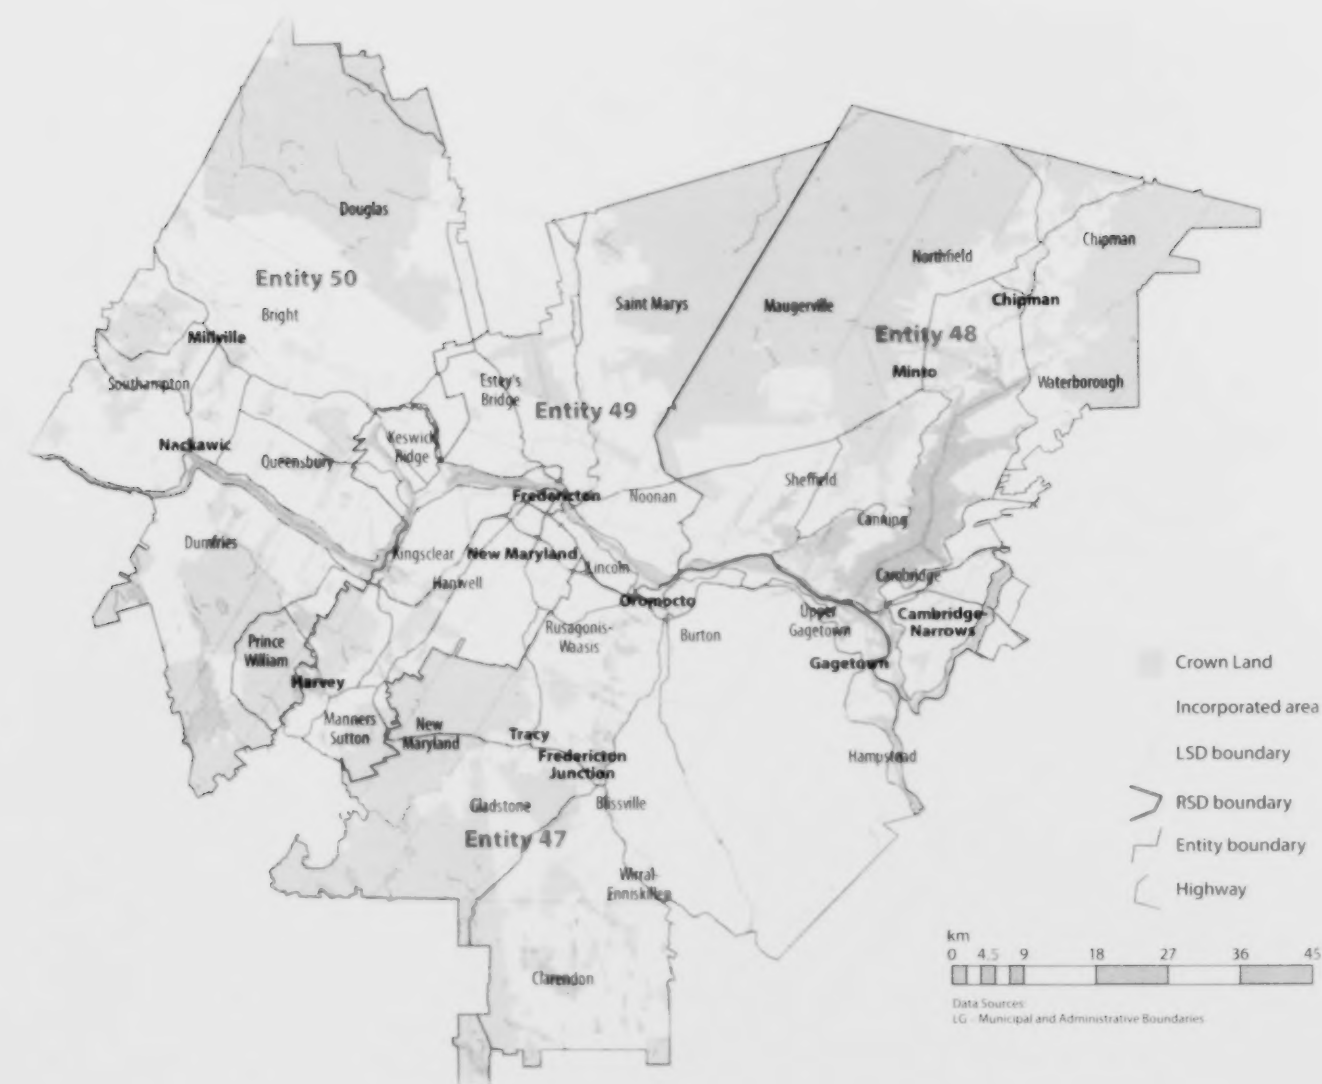 Douglas
Entity 50
Bright
Millville
Southampton
Nackawic
Queensbury
Keswick
Ridge
Estey's
Bridge
Entity 49
Saint Marys
Maugerville
Northfield
Chipman
Chipman
Entity 48
Minto
Waterborough
Sheffield
Canning
Noonan
Fredericton
Dumfries
Kingsclear
New Maryland
Hanwell
Lincoln
Oromocto
Rusagonis-
Waasis
Burton
Cambridge
Upper
Gagetown
Cambridge-
Narrows
Gagetown
Prince
William
Harvey
Manners
Sutton
New
Maryland
Tracy
Fredericton
Junction
Hampstead
Gladstone
Blissville
Entity 47
Wirral-
Enniskillen
Clarendon
Crown Land
Incorporated area
LSD boundary
RSD boundary
Entity boundary
Highway
km
0 4.5 9 18 27 36 45
Data Sources:
LG - Municipal and Administrative Boundaries